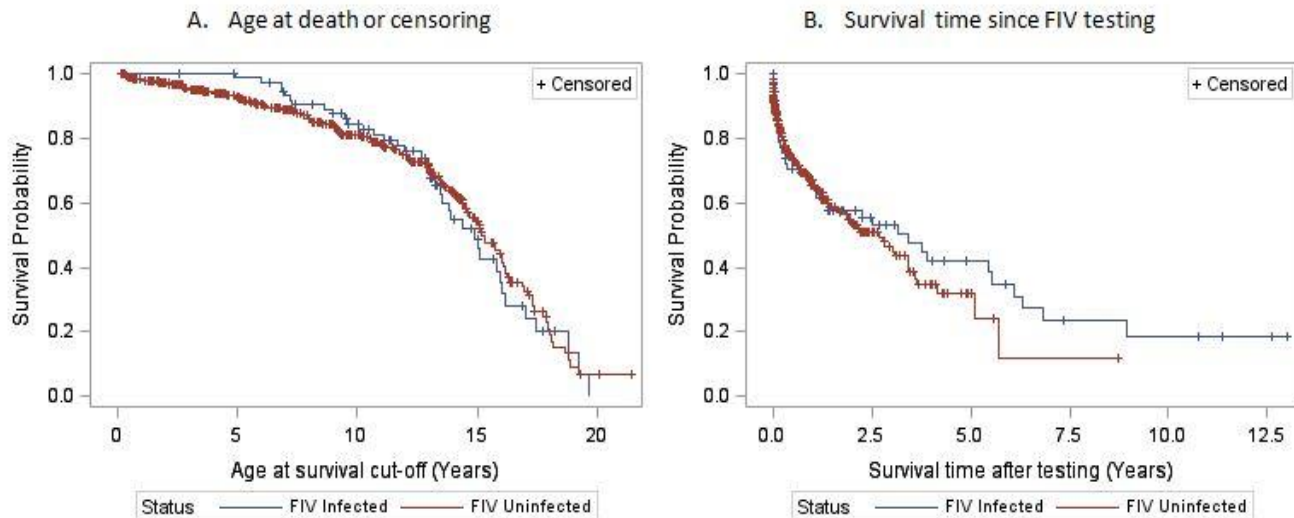 A. Age at death or censoring
1.0
0.8
0.6
0.4
0.2
0.0
Survival Probability
+ Censored
0 5 10 15 20
Age at survival cut-off (Years)
Status FIV Infected FIV Uninfected
B. Survival time since FIV testing
1.0
0.8
0.6
0.4
0.2
0.0
Survival Probability
+ Censored
0.0 2.5 5.0 7.5 10.0 12.5
Survival time after testing (Years)
Status FIV Infected FIV Uninfected